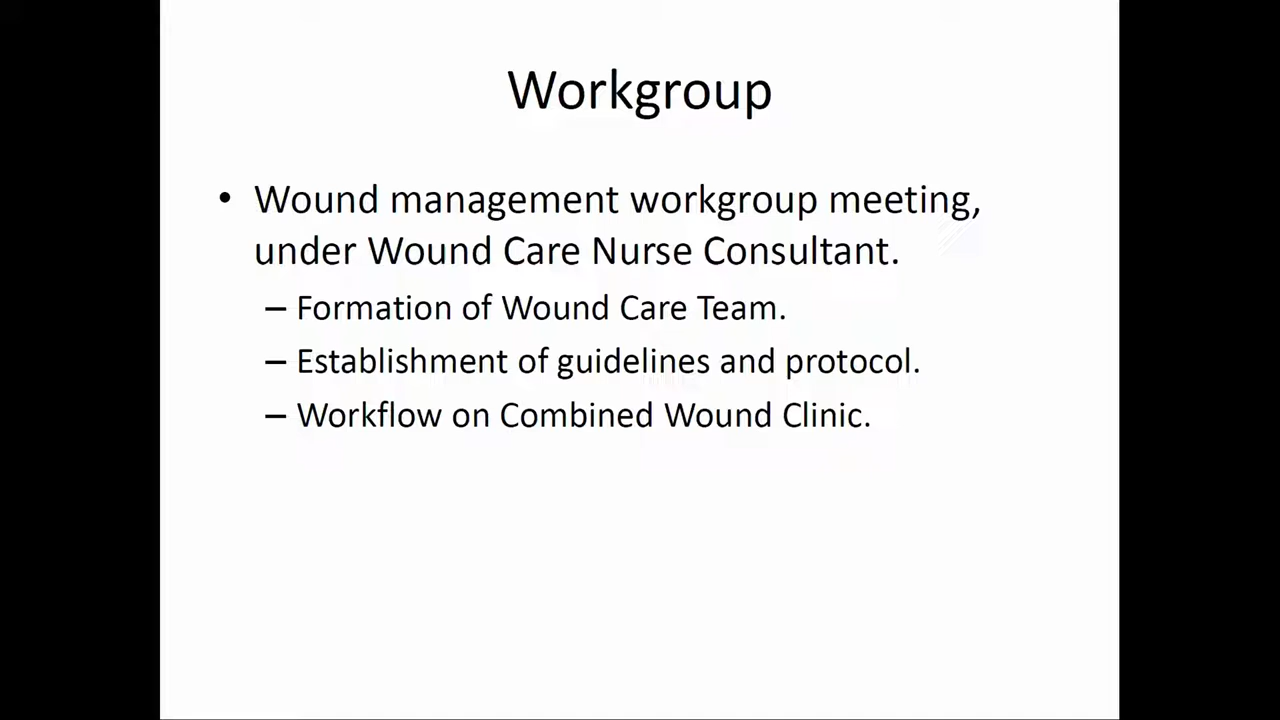 Workgroup
• Wound management workgroup meeting,
under Wound Care Nurse Consultant.
– Formation of Wound Care Team.
– Establishment of guidelines and protocol.
– Workflow on Combined Wound Clinic.